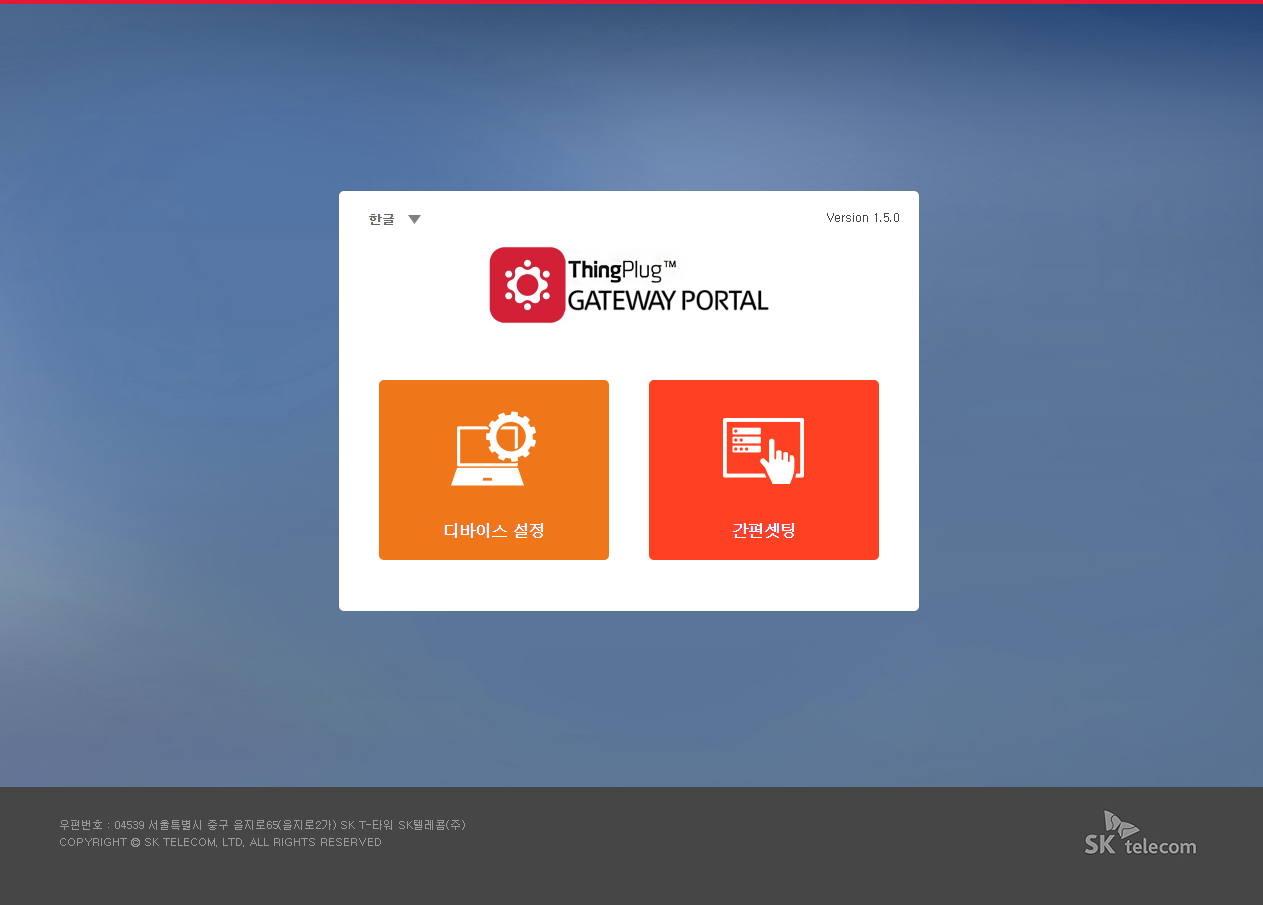 한글
Version 1.5.0
ThingPlug™
GATEWAY PORTAL
디바이스 설정
간편셋팅
우편번호 : 04539 서울특별시 중구 을지로65(을지로2가) SK T-타워 SK텔레콤(주)
COPYRIGHT © SK TELECOM, LTD, ALL RIGHTS RESERVED
SK telecom